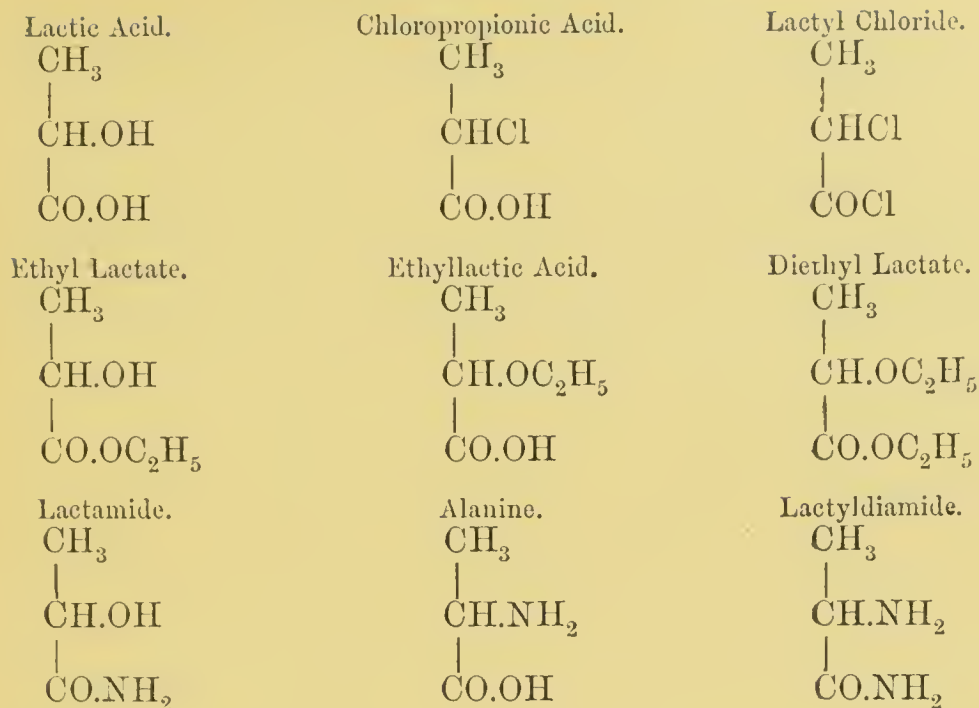 Lactic Acid. Chloropropionic Acid. Lactyl Chloride.
CH₃ CH₃ CH₃
CH.OH CHCl CHCl
CO.OH CO.OH COCl
Ethyl Lactate. Ethyllactic Acid. Diethyl Lactate.
CH₃ CH₃ CH₃
CH.OH CH.OC₂H₅ CH.OC₂H₅
CO.OC₂H₅ CO.OH CO.OC₂H₅
Lactamide. Alanine. Lactyldiamide.
CH₃ CH₃ CH₃
CH.OH CH.NH₂ CH.NH₂
CO.NH₂ CO.OH CO.NH₂